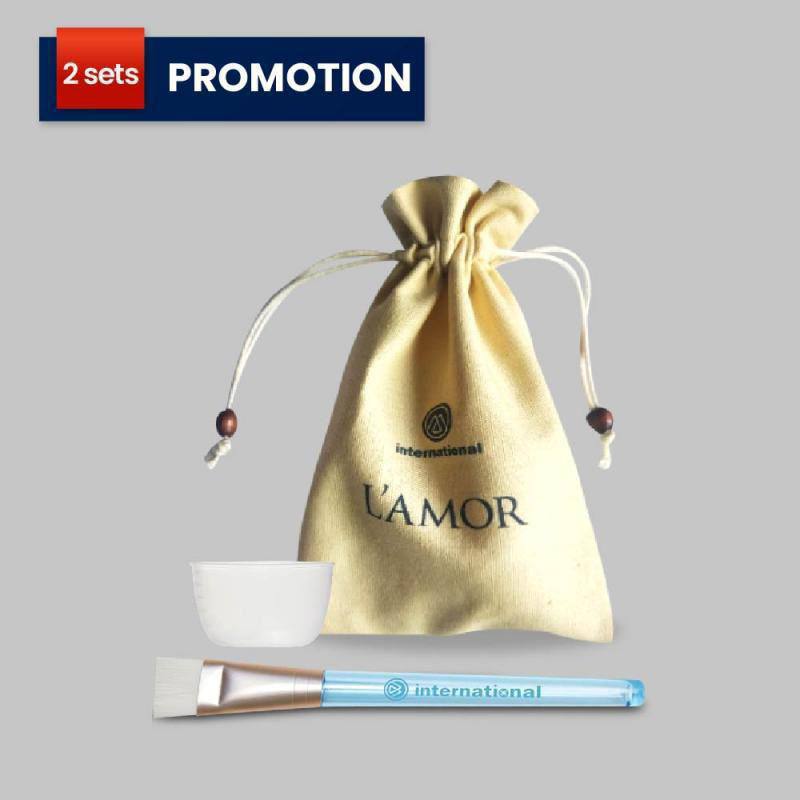 2 sets
PROMOTION
international
L'AMOR
international